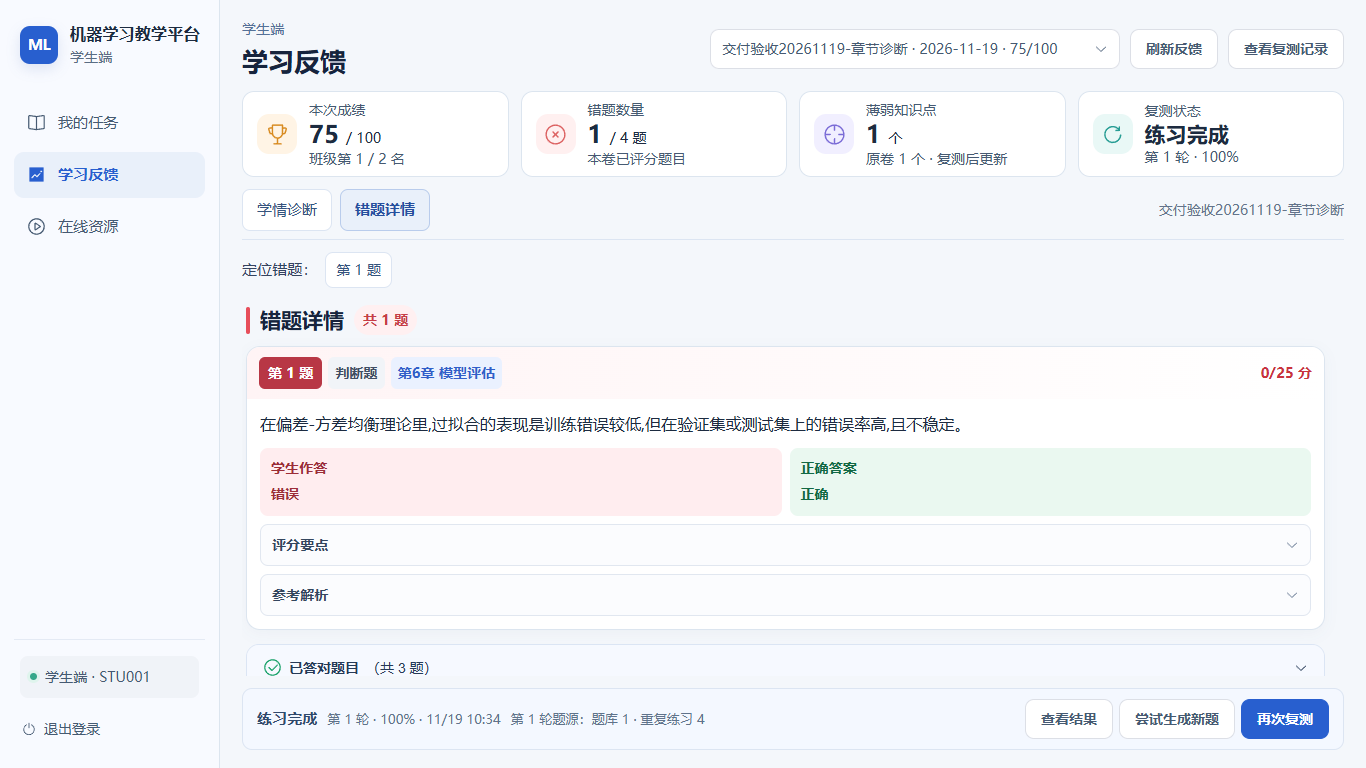 ML
机器学习教学平台
学生端
我的任务
学习反馈
在线资源
学生端 · STU001
退出登录
学生端
学习反馈
交付验收20261119-章节诊断 · 2026-11-19 · 75/100
刷新反馈
查看复测记录
本次成绩
75 / 100
班级第 1 / 2 名
错题数量
1 / 4 题
本卷已评分题目
薄弱知识点
1 个
原卷 1 个 · 复测后更新
复测状态
练习完成
第 1 轮 · 100%
学情诊断
错题详情
交付验收20261119-章节诊断
定位错题：
第 1 题
错题详情
共 1 题
第 1 题
判断题
第6章 模型评估
0/25 分
在偏差-方差均衡理论里,过拟合的表现是训练错误较低,但在验证集或测试集上的错误率高,且不稳定。
学生作答
错误
正确答案
正确
评分要点
参考解析
已答对题目 （共 3 题）
练习完成 第 1 轮 · 100% · 11/19 10:34 第 1 轮题源：题库 1 · 重复练习 4
查看结果
尝试生成新题
再次复测